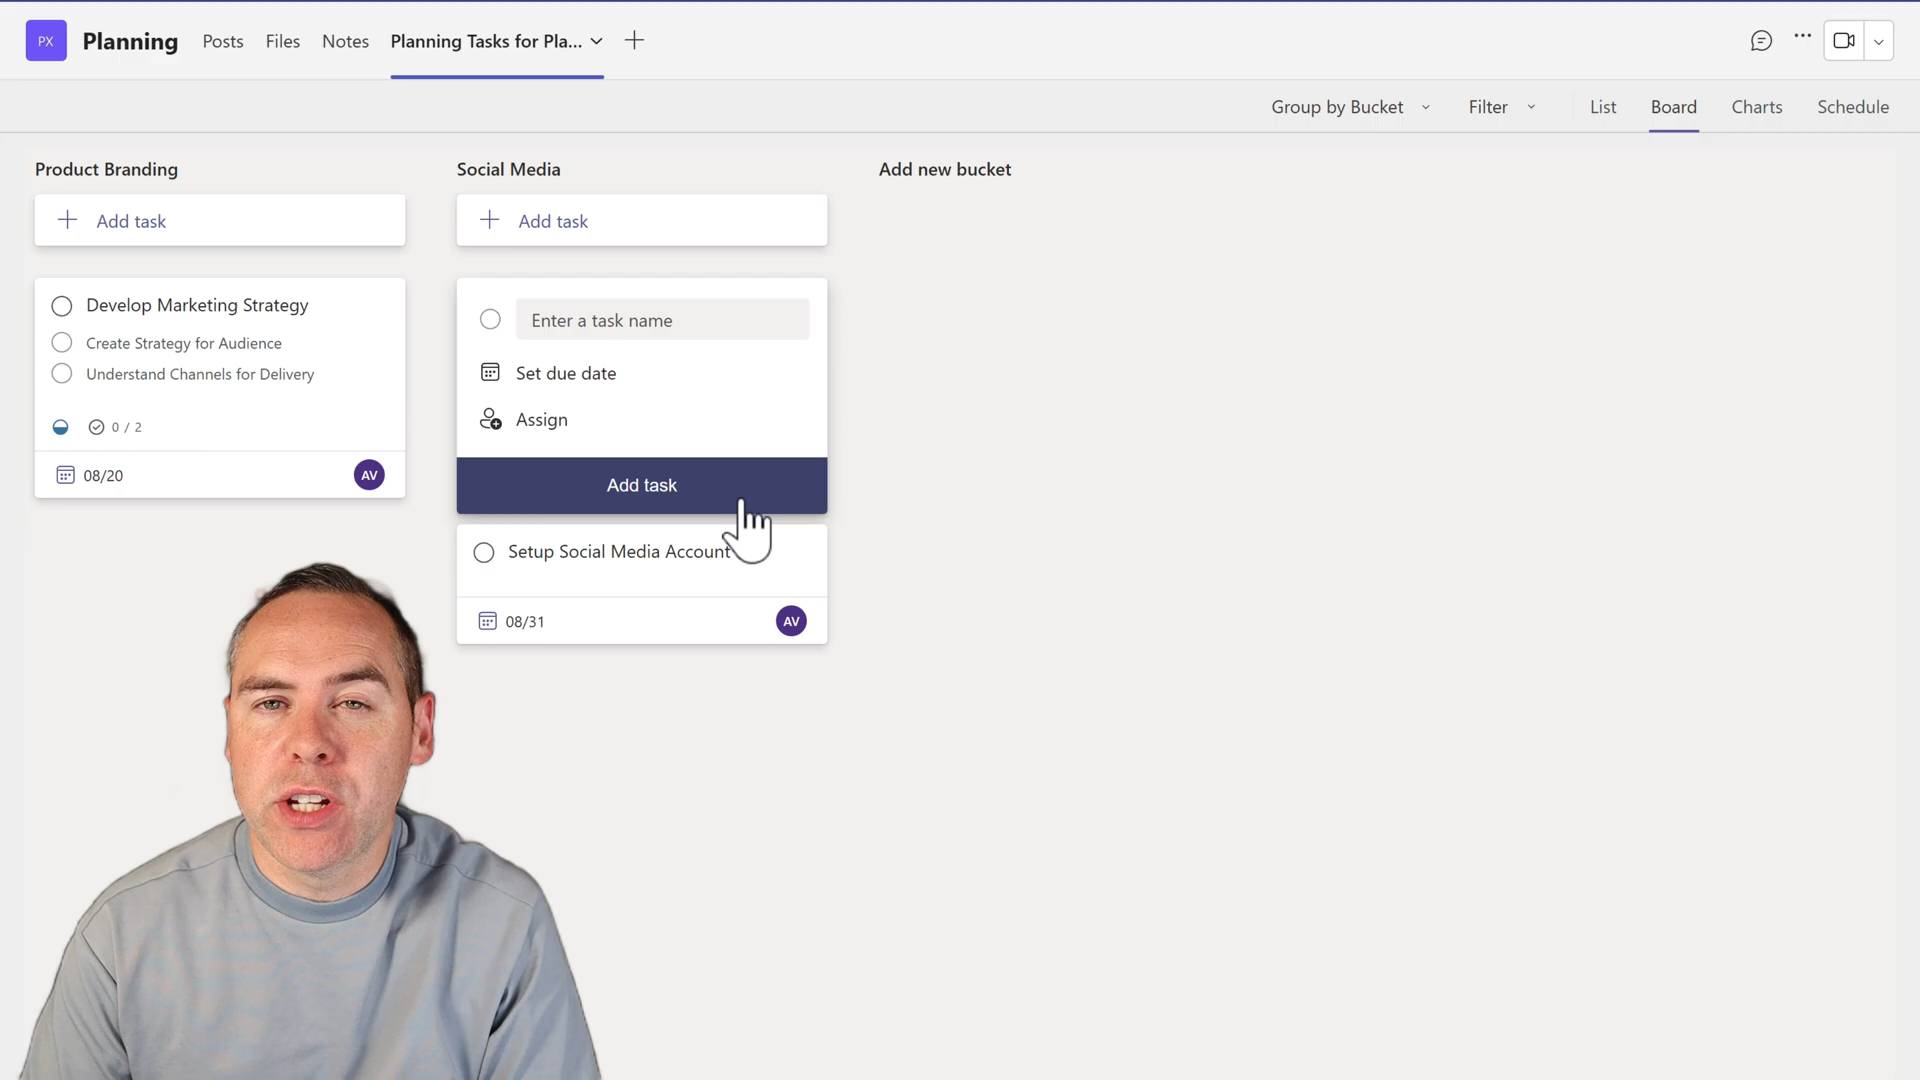 PX
Planning
Posts
Files
Notes
Planning Tasks for Pla...
Group by Bucket
Filter
List
Board
Charts
Schedule
Product Branding
Add task
Develop Marketing Strategy
Create Strategy for Audience
Understand Channels for Delivery
0 / 2
08/20
AV
Social Media
Add task
Enter a task name
Set due date
Assign
Add task
Setup Social Media Account
08/31
AV
Add new bucket